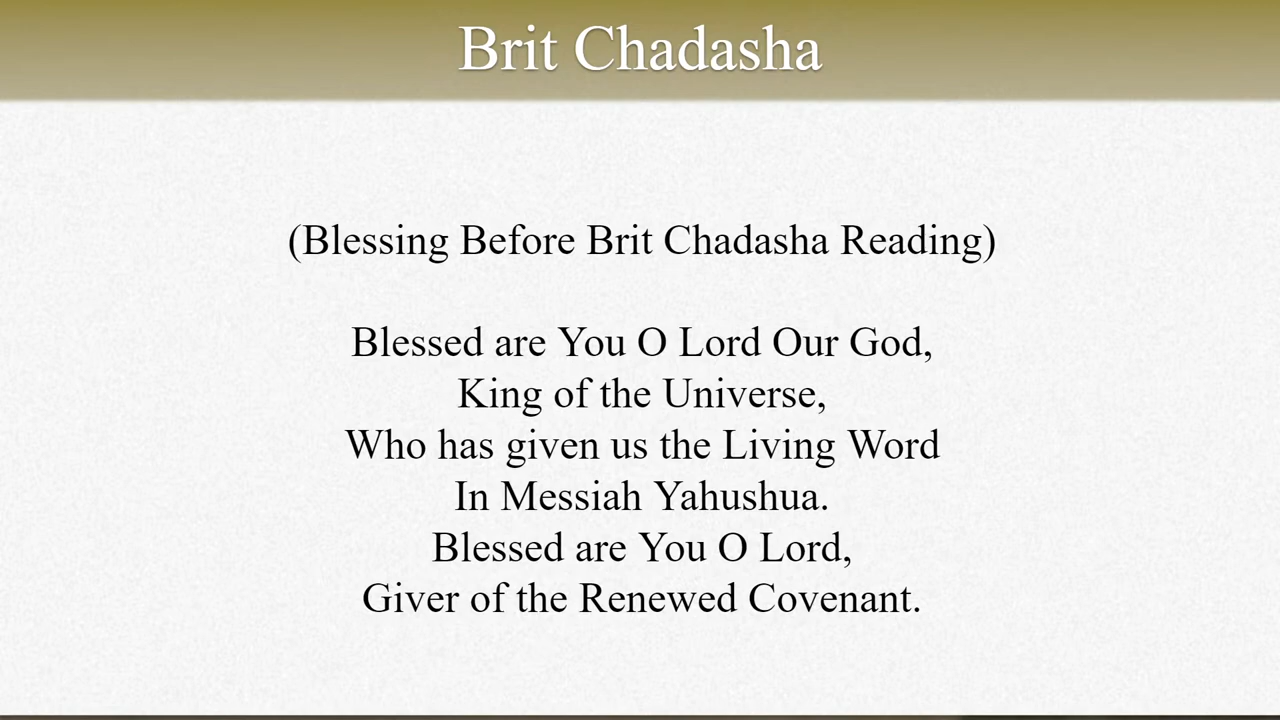 Brit Chadasha
(Blessing Before Brit Chadasha Reading)
Blessed are You O Lord Our God,
King of the Universe,
Who has given us the Living Word
In Messiah Yahushua.
Blessed are You O Lord,
Giver of the Renewed Covenant.